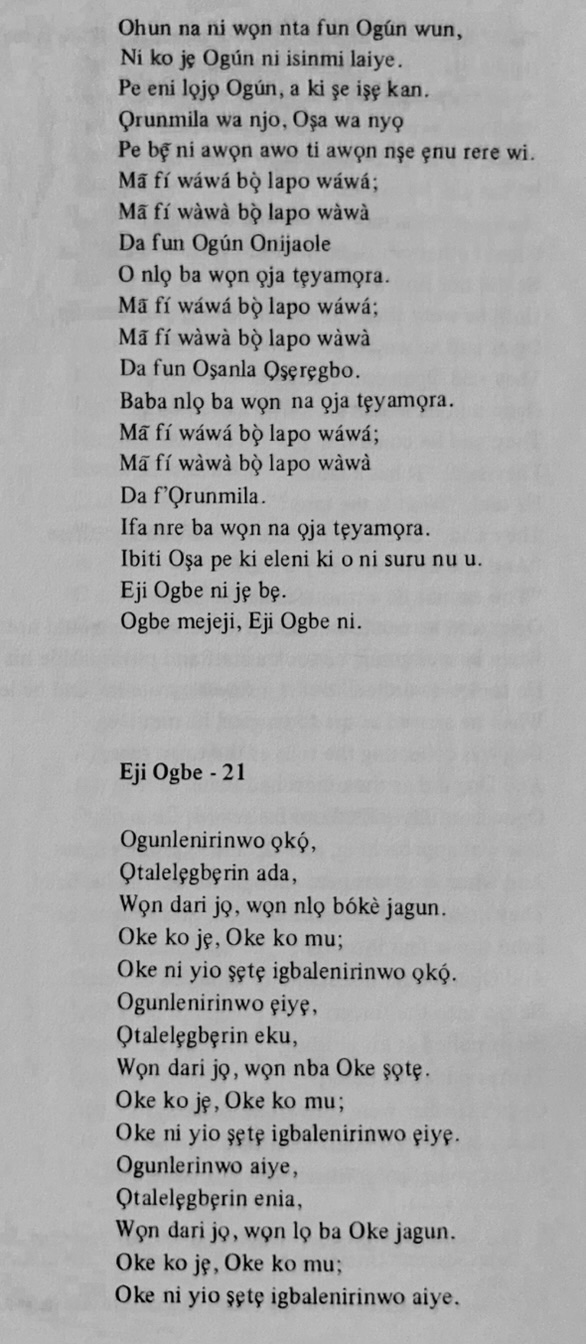 Ohun na ni wọn nta fun Ogún wun,
Ni ko jẹ Ogún ni isinmi laiye.
Pe eni lọjọ Ogún, a ki ṣe iṣẹ kan.
Ọrunmila wa njo, Oṣa wa nyọ
Pe bẹ̄ ni awọn awo ti awọn nṣe ẹnu rere wi.
Mā fí wáwá bọ̀ lapo wáwá;
Mā fí wàwà bọ̀ lapo wàwà
Da fun Ogún Onijaole
O nlọ ba wọn ọja tẹyamọra.
Mā fí wáwá bọ̀ lapo wáwá;
Mā fí wàwà bọ̀ lapo wàwà
Da fun Oṣanla Ọṣẹrẹgbo.
Baba nlọ ba wọn na ọja tẹyamọra.
Mā fí wáwá bọ̀ lapo wáwá;
Mā fí wàwà bọ̀ lapo wàwà
Da f'Ọrunmila.
Ifa nre ba wọn na ọja tẹyamọra.
Ibiti Oṣa pe ki eleni ki o ni suru nu u.
Eji Ogbe ni jẹ bẹ.
Ogbe mejeji, Eji Ogbe ni.
Eji Ogbe - 21
Ogunlenirinwo ọkọ́,
Ọtalelẹgbẹrin ada,
Wọn dari jọ, wọn nlọ bókè jagun.
Oke ko jẹ, Oke ko mu;
Oke ni yio ṣẹtẹ igbalenirinwo ọkọ́.
Ogunlenirinwo ẹiyẹ,
Ọtalelẹgbẹrin eku,
Wọn dari jọ, wọn nba Oke ṣọtẹ.
Oke ko jẹ, Oke ko mu;
Oke ni yio ṣẹtẹ igbalenirinwo ẹiyẹ.
Ogunlerinwo aiye,
Ọtalelẹgbẹrin enia,
Wọn dari jọ, wọn lọ ba Oke jagun.
Oke ko jẹ, Oke ko mu;
Oke ni yio ṣẹtẹ igbalenirinwo aiye.